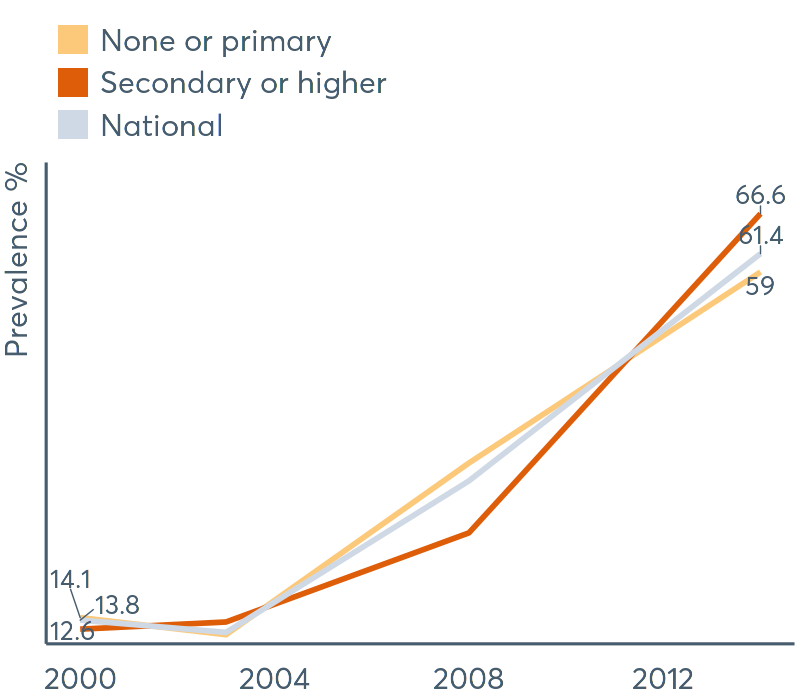 None or primary
Secondary or higher
National
Prevalence %
66.6
61.4
59
14.1
13.8
12.6
2000 2004 2008 2012